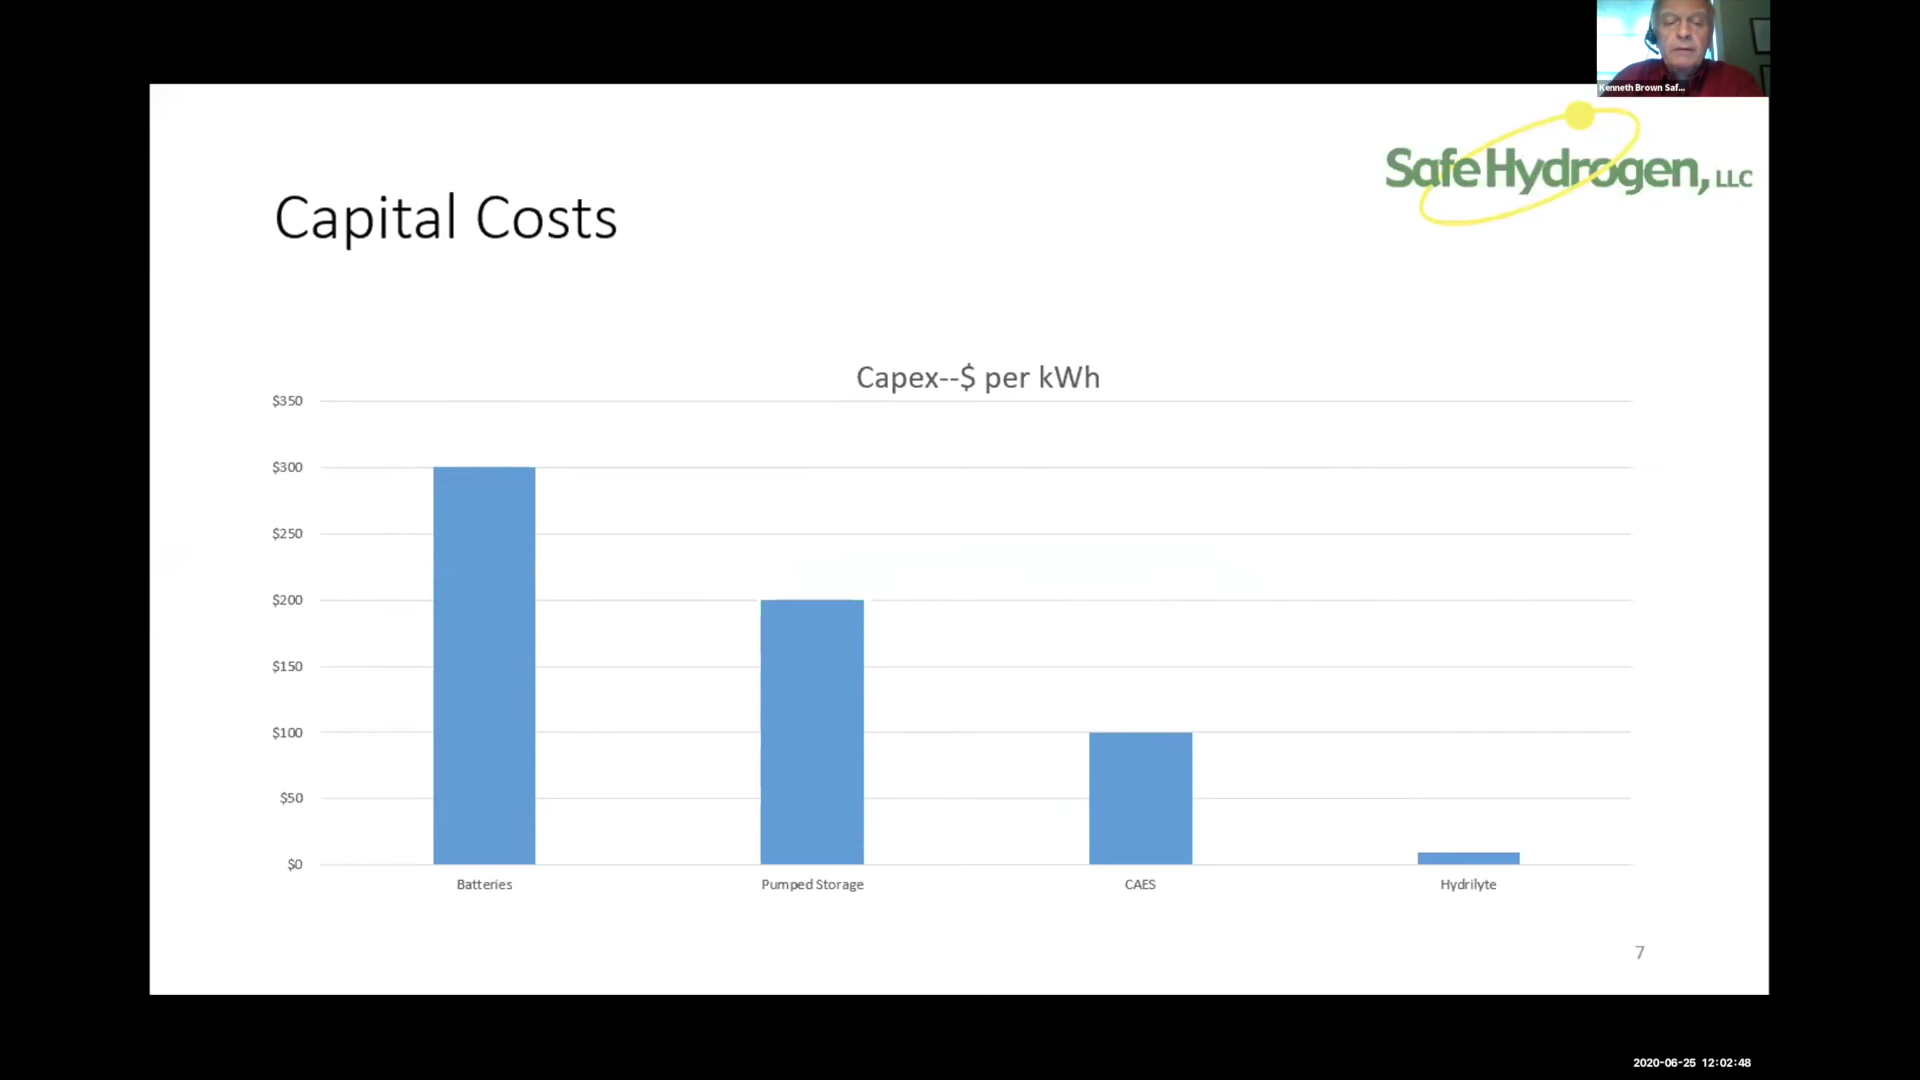 Kenneth Brown Saf...
SafeHydrogen, LLC
Capital Costs
Capex--$ per kWh
$350
$300
$250
$200
$150
$100
$50
$0
Batteries Pumped Storage CAES Hydrilyte
7
2020-06-25 12:02:48